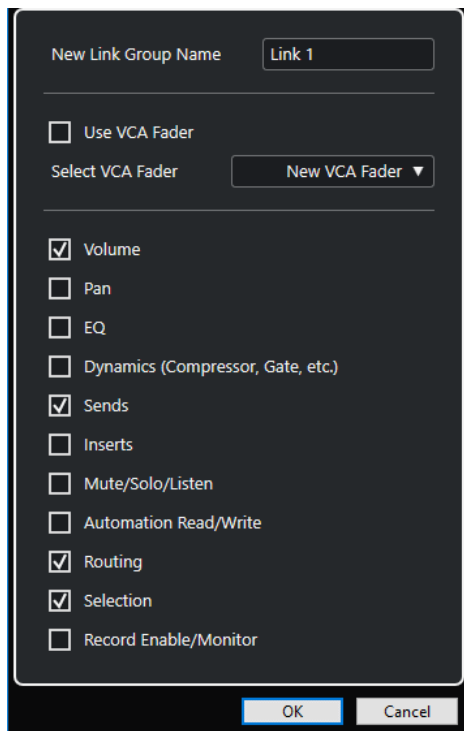 New Link Group Name Link 1
Use VCA Fader
Select VCA Fader New VCA Fader
Volume
Pan
EQ
Dynamics (Compressor, Gate, etc.)
Sends
Inserts
Mute/Solo/Listen
Automation Read/Write
Routing
Selection
Record Enable/Monitor
OK Cancel